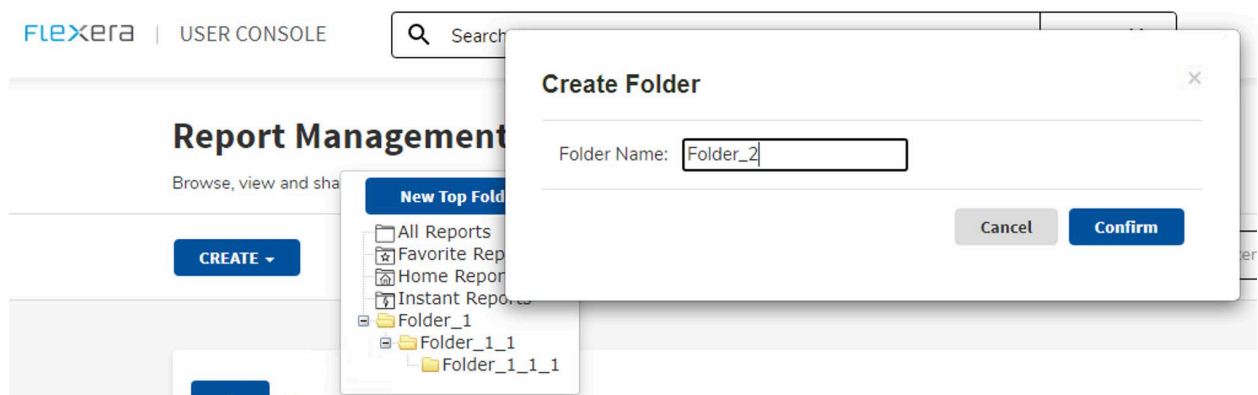 flexera | USER CONSOLE
Search
Create Folder
×
Report Management
Folder Name: Folder_2
Browse, view and sha
New Top Fold
Cancel Confirm
All Reports
CREATE
Favorite Rep
Home Repor
Instant Reports
Folder_1
Folder_1_1
Folder_1_1_1